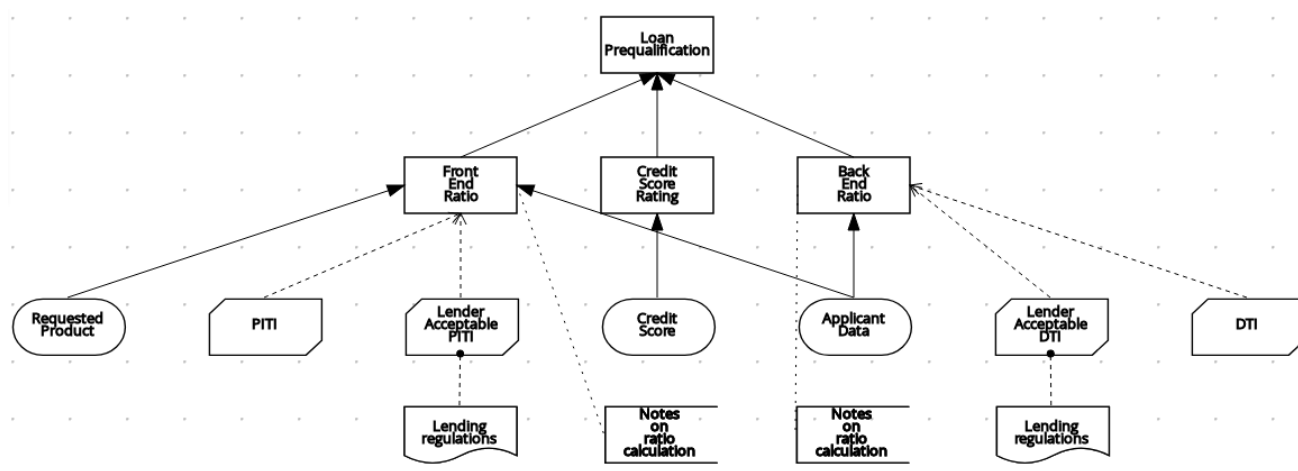 Loan
Prequalification
Front
End
Ratio
Credit
Score
Rating
Back
End
Ratio
Requested
Product
PITI
Lender
Acceptable
PITI
Credit
Score
Applicant
Data
Lender
Acceptable
DTI
DTI
Lending
regulations
Notes
on
ratio
calculation
Notes
on
ratio
calculation
Lending
regulations